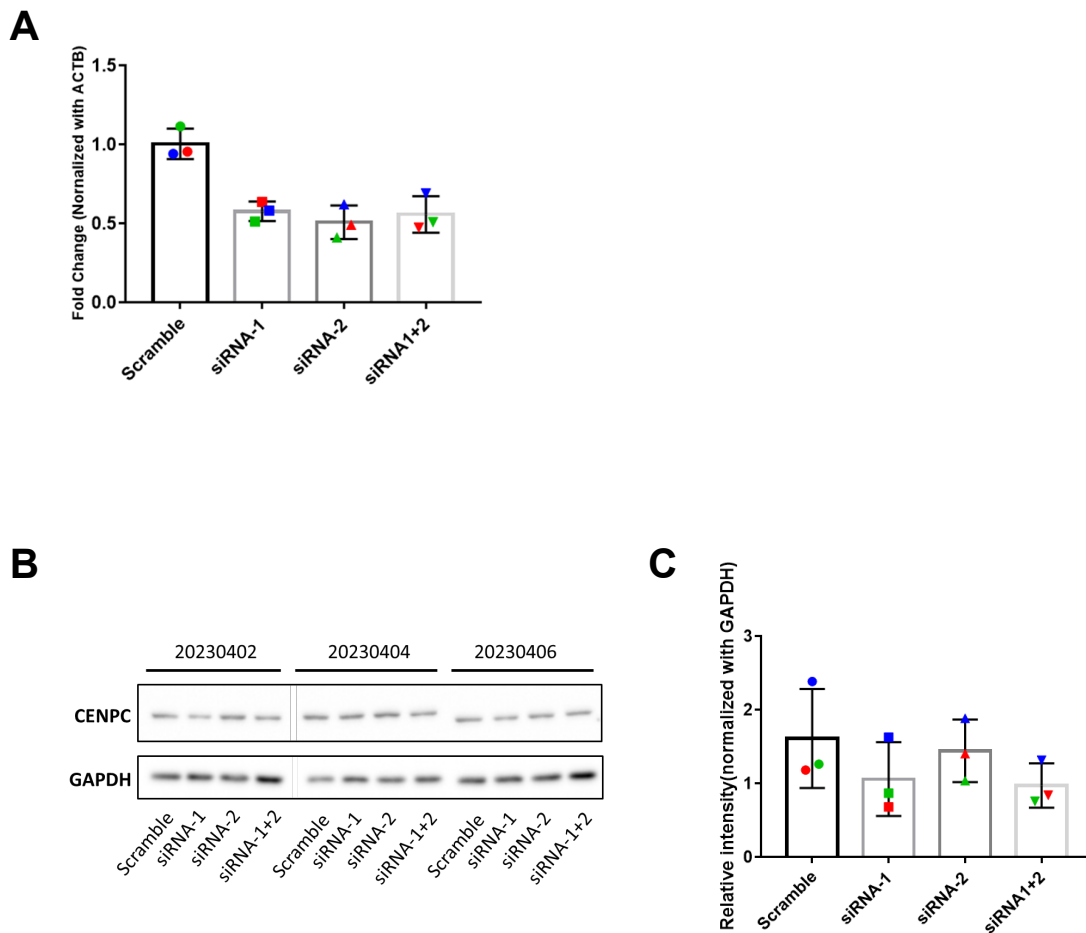 A
Fold Change (Normalized with ACTB)
1.5
1.0
0.5
0.0
Scramble
siRNA-1
siRNA-2
siRNA1+2
B
20230402
20230404
20230406
CENPC
GAPDH
Scramble
siRNA-1
siRNA-2
siRNA-1+2
Scramble
siRNA-1
siRNA-2
siRNA-1+2
Scramble
siRNA-1
siRNA-2
siRNA-1+2
C
Relative intensity(normalized with GAPDH)
3
2
1
0
Scramble
siRNA-1
siRNA-2
siRNA1+2